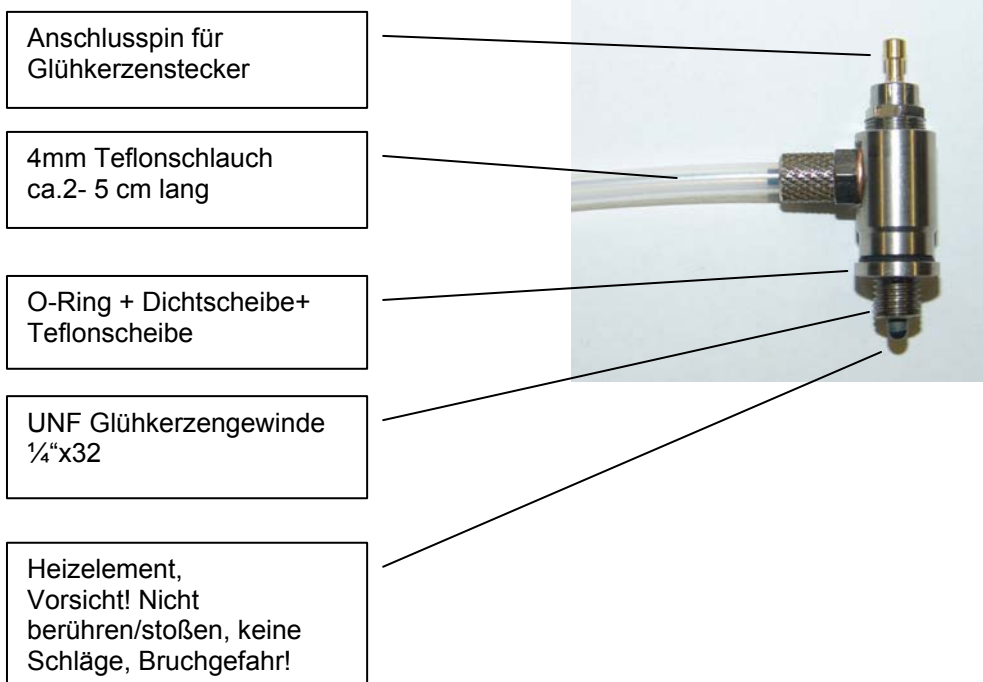 Anschlusspin für
Glühkerzenstecker
4mm Teflonschlauch
ca.2- 5 cm lang
O-Ring + Dichtscheibe+
Teflonscheibe
UNF Glühkerzengewinde
¼“x32
Heizelement,
Vorsicht! Nicht
berühren/stoßen, keine
Schläge, Bruchgefahr!